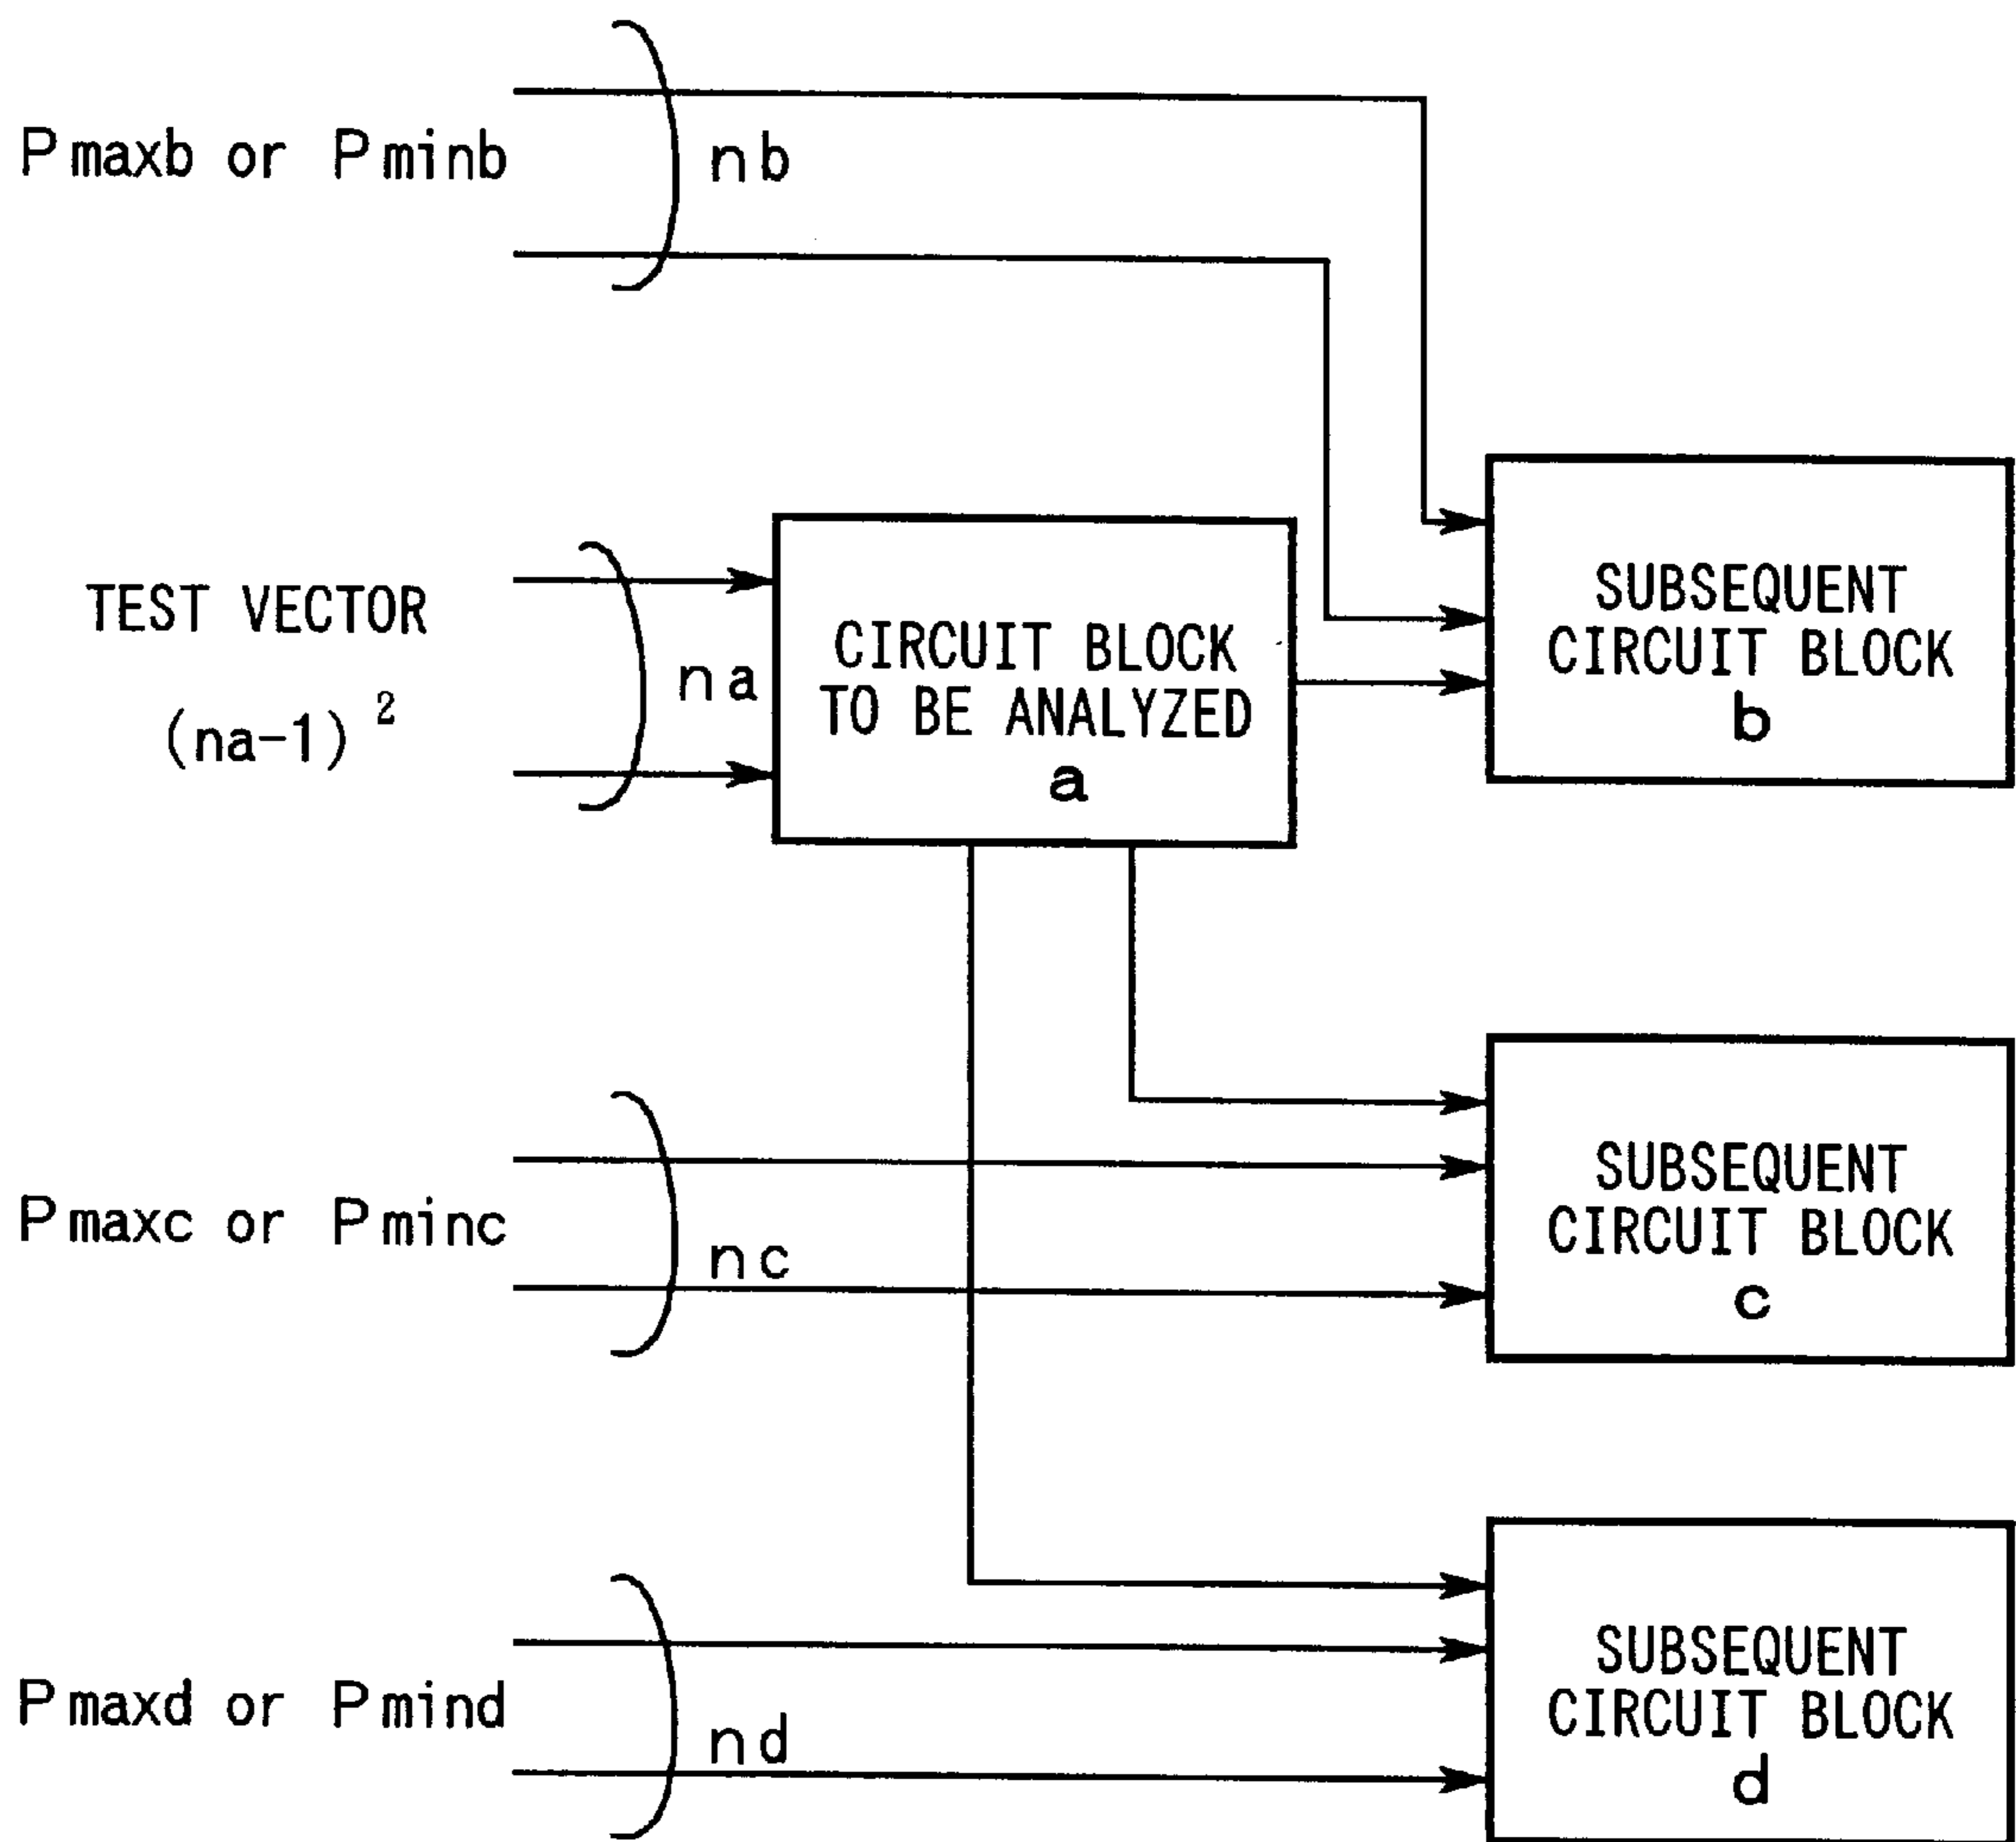 Pmaxb or Pminb
nb
TEST VECTOR
(na-1)²
na
CIRCUIT BLOCK
TO BE ANALYZED
a
SUBSEQUENT
CIRCUIT BLOCK
b
Pmaxc or Pminc
nc
SUBSEQUENT
CIRCUIT BLOCK
c
Pmaxd or Pmind
nd
SUBSEQUENT
CIRCUIT BLOCK
d